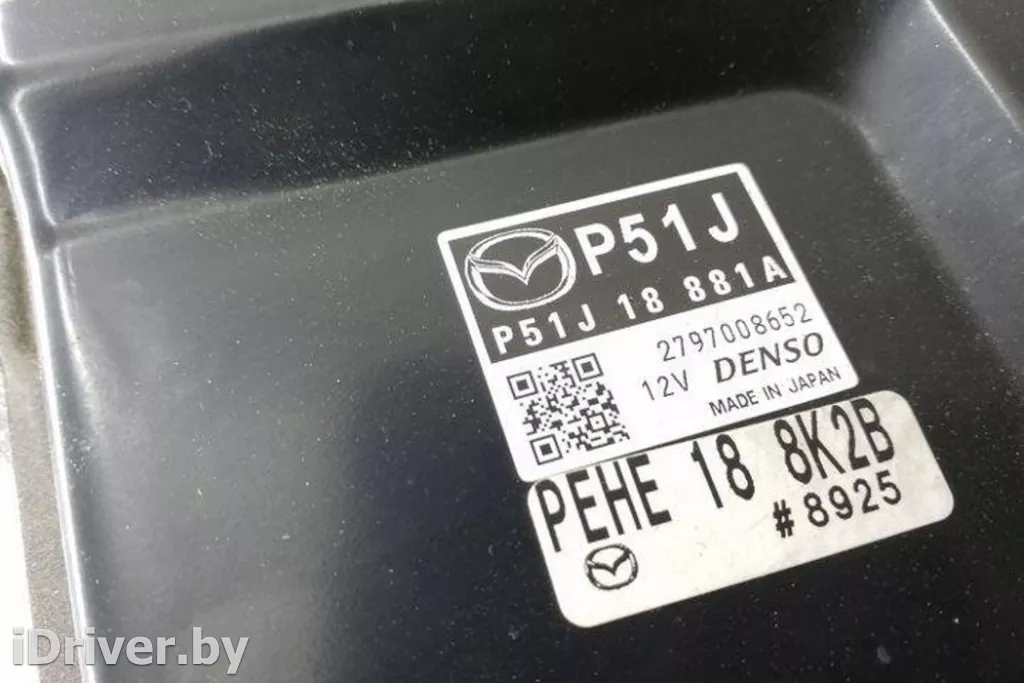 P51J
P51J 18 881A
2797008652
12V DENSO
MADE IN JAPAN
PEHE 18 8K2B
#8925
iDriver.by